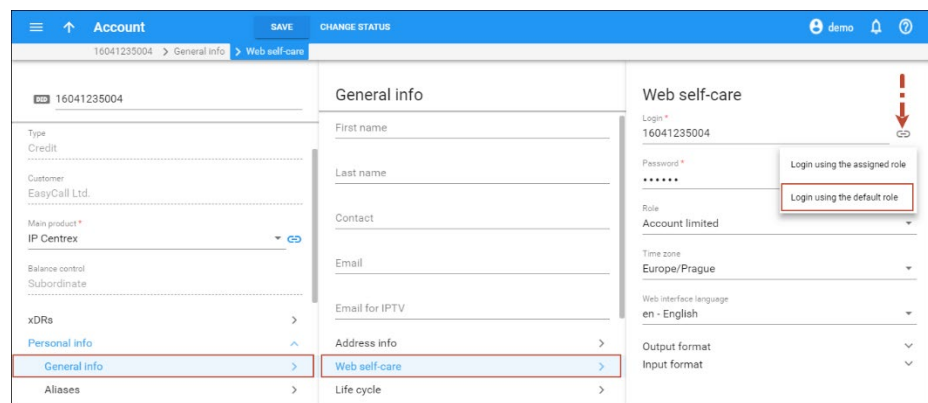 Account
SAVE
CHANGE STATUS
demo
16041235004 > General info > Web self-care
DID 16041235004
Type
Credit
Customer
EasyCall Ltd.
Main product *
IP Centrex
Balance control
Subordinate
xDRs
Personal info
General info
Aliases
General info
First name
Last name
Contact
Email
Email for IPTV
Address info
Web self-care
Life cycle
Web self-care
Login *
16041235004
Password *
••••••
Login using the assigned role
Login using the default role
Role
Account limited
Time zone
Europe/Prague
Web interface language
en - English
Output format
Input format